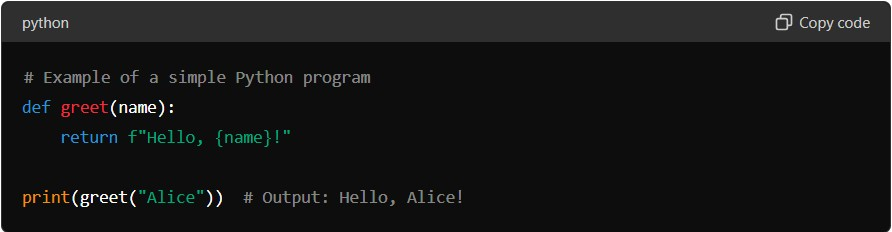 python Copy code
# Example of a simple Python program
def greet(name):
    return f"Hello, {name}!"
print(greet("Alice"))  # Output: Hello, Alice!